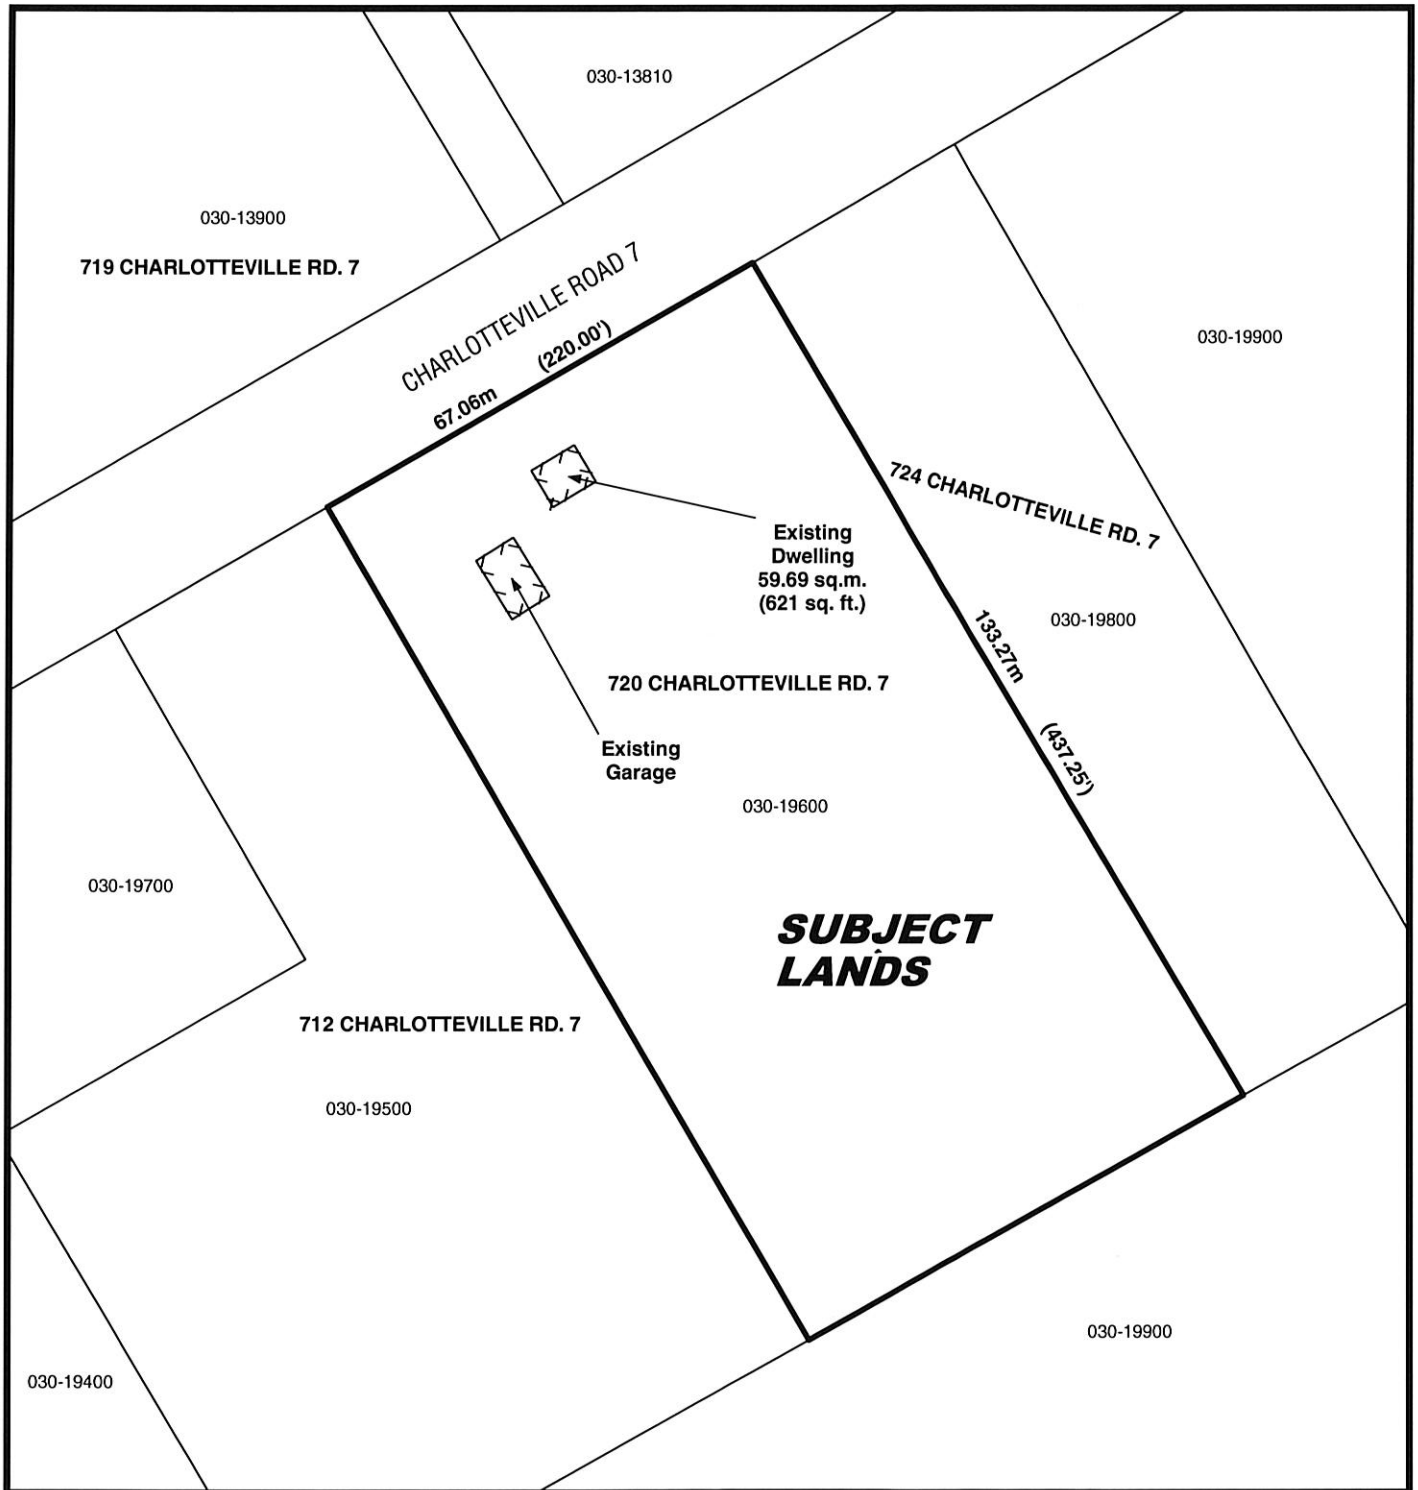 030-13810
030-13900
719 CHARLOTTEVILLE RD. 7
CHARLOTTEVILLE ROAD 7
67.06m (220.00')
030-19900
724 CHARLOTTEVILLE RD. 7
Existing
Dwelling
59.69 sq.m.
(621 sq. ft.)
030-19800
133.27m (437.25')
720 CHARLOTTEVILLE RD. 7
Existing
Garage
030-19600
030-19700
SUBJECT
LANDS
712 CHARLOTTEVILLE RD. 7
030-19500
030-19900
030-19400